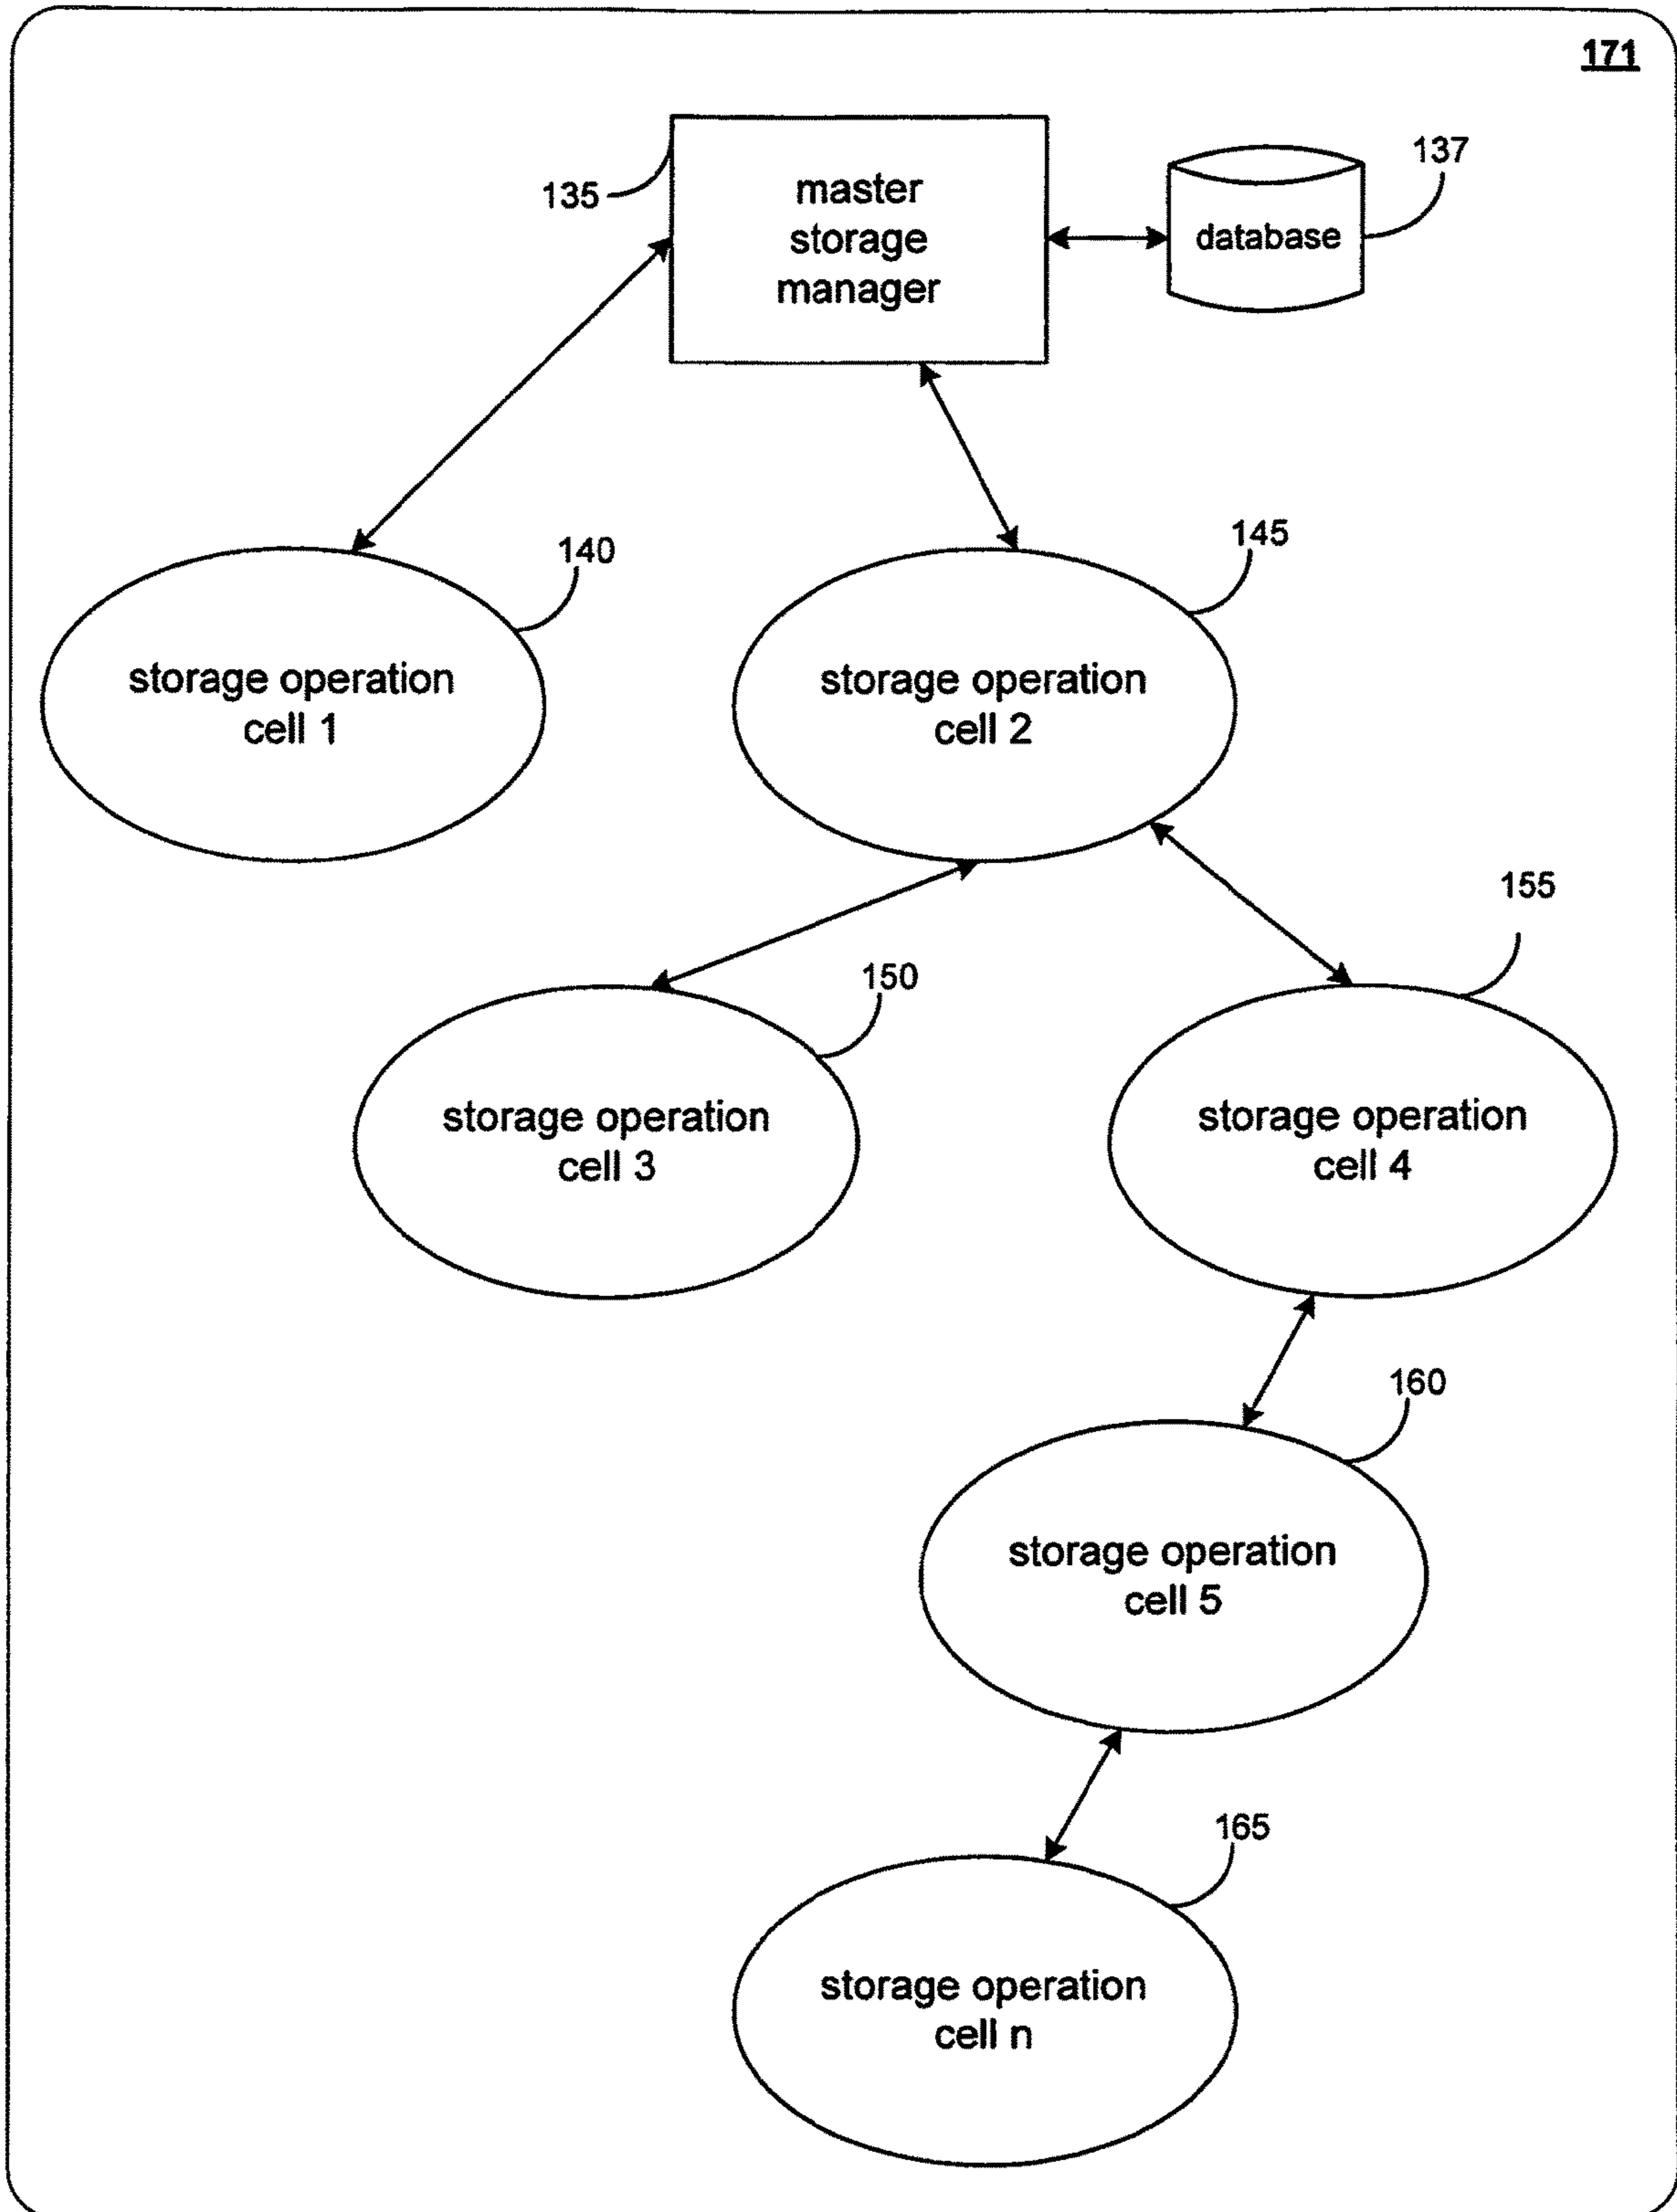 171
137
135
master
storage
manager
database
140
145
storage operation
cell 1
storage operation
cell 2
155
150
storage operation
cell 3
storage operation
cell 4
160
storage operation
cell 5
165
storage operation
cell n